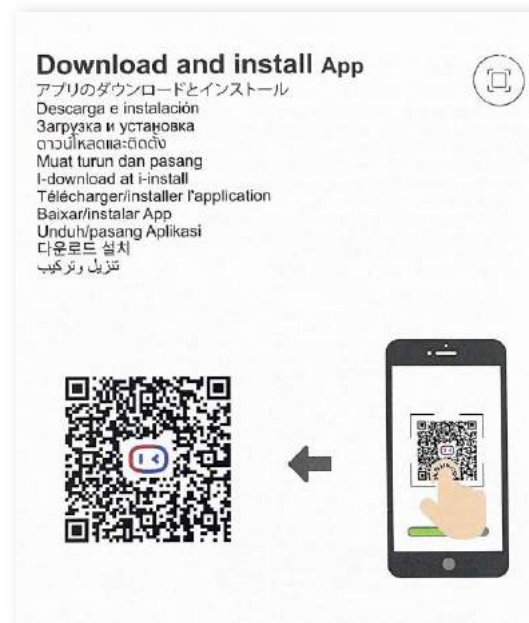 Download and install App
アプリのダウンロードとインストール
Descarga e instalación
Загрузка и установка
ดาวน์โหลดและติดตั้ง
Muat turun dan pasang
I-download at i-install
Télécharger/installer l'application
Baixar/instalar App
Unduh/pasang Aplikasi
다운로드 설치
تنزيل وتركيب